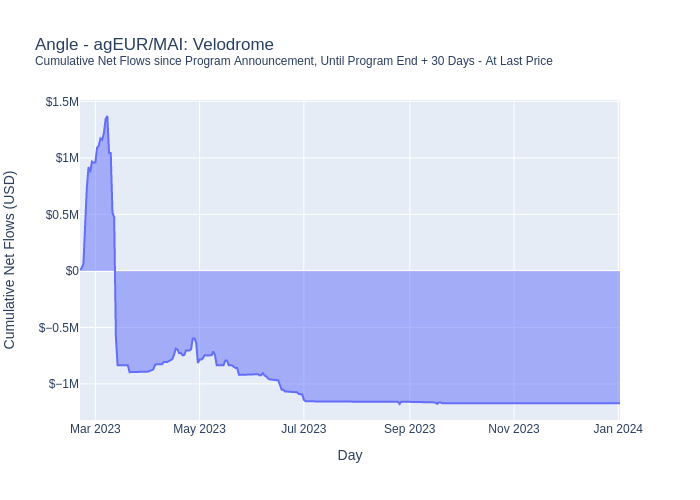 Angle - agEUR/MAI: Velodrome
Cumulative Net Flows since Program Announcement, Until Program End + 30 Days - At Last Price
Cumulative Net Flows (USD)
$1.5M
$1M
$0.5M
$0
$−0.5M
$−1M
Mar 2023 May 2023 Jul 2023 Sep 2023 Nov 2023 Jan 2024
Day